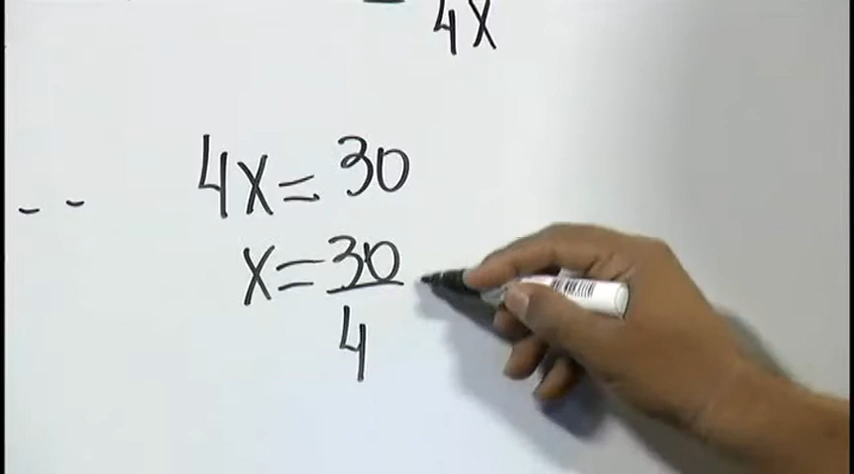 4x
4x = 30
x = 30/4